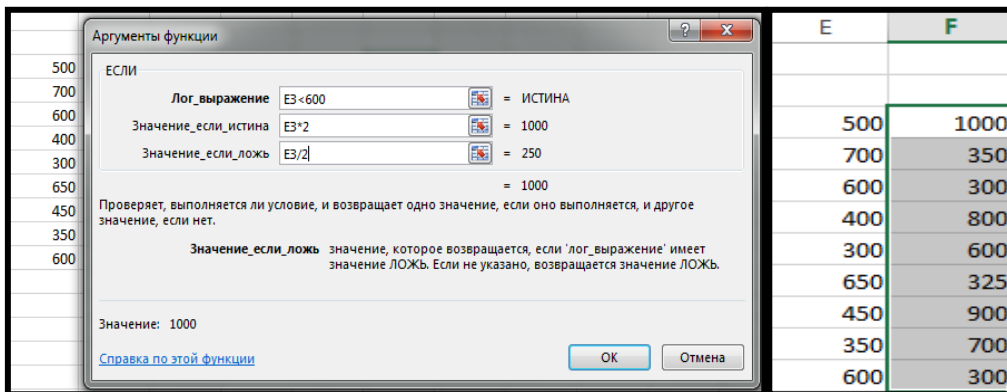 500
700
600
400
300
650
450
350
600
Аргументы функции
?
ЕСЛИ
Лог_выражение E3<600 = ИСТИНА
Значение_если_истина E3*2 = 1000
Значение_если_ложь E3/2 = 250
= 1000
Проверяет, выполняется ли условие, и возвращает одно значение, если оно выполняется, и другое
значение, если нет.
Значение_если_ложь значение, которое возвращается, если 'лог_выражение' имеет
значение ЛОЖЬ. Если не указано, возвращается значение ЛОЖЬ.
Значение: 1000
Справка по этой функции
ОК Отмена
E F
500 1000
700 350
600 300
400 800
300 600
650 325
450 900
350 700
600 300